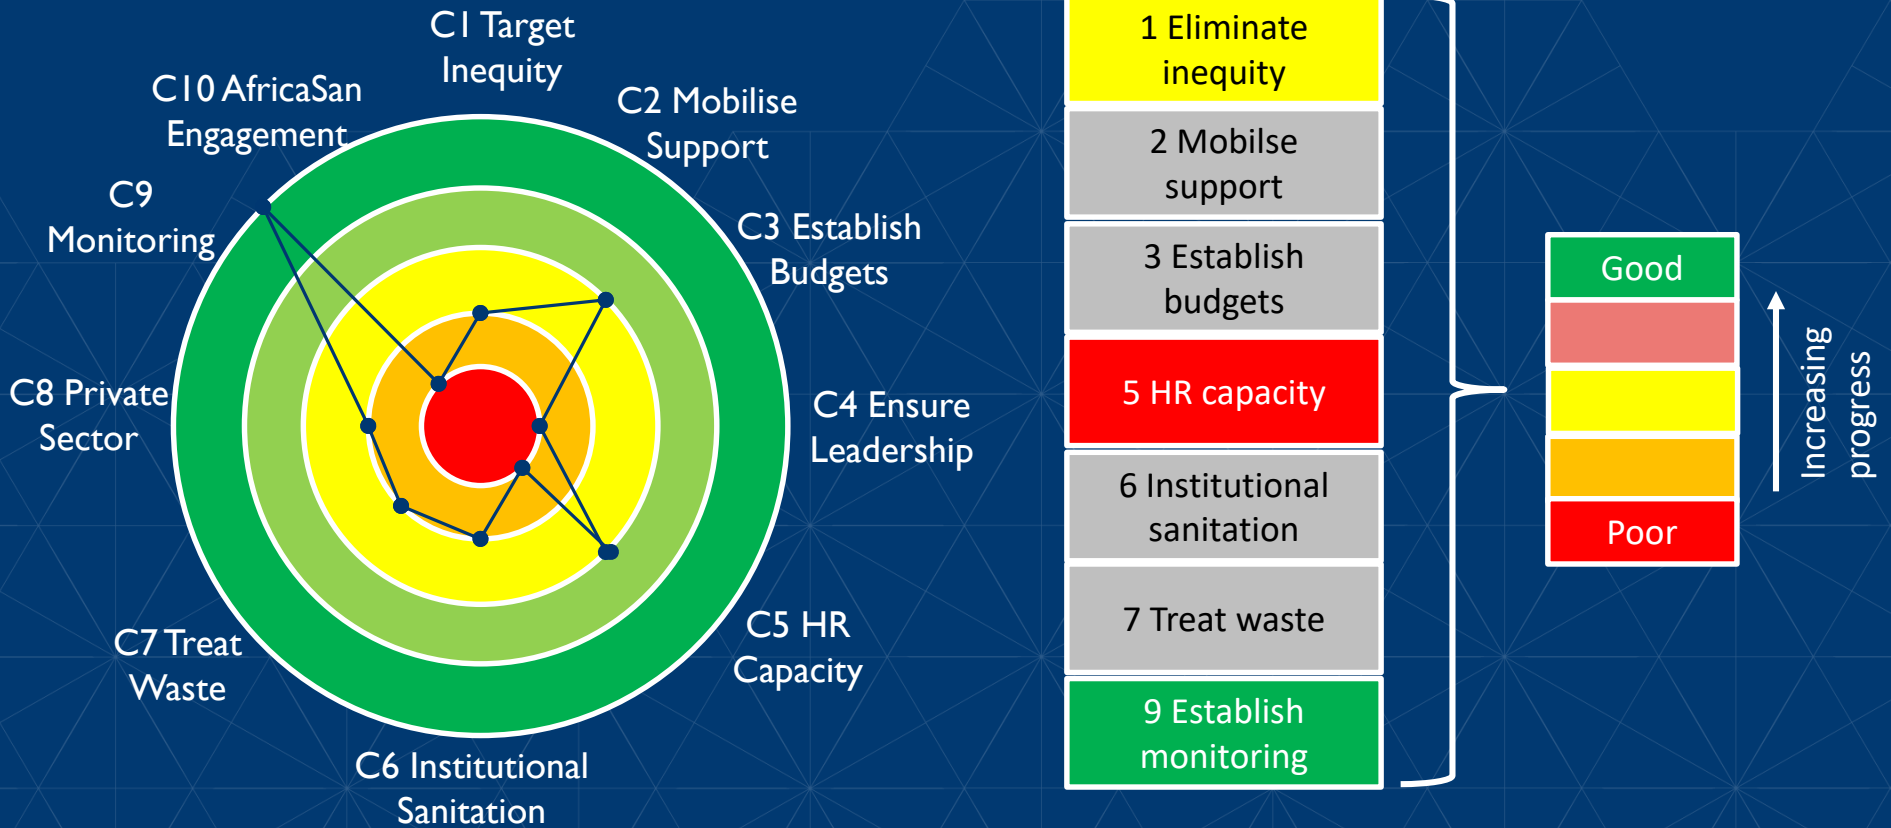 C1 Target
Inequity
C2 Mobilise
Support
C3 Establish
Budgets
C4 Ensure
Leadership
C5 HR
Capacity
C6 Institutional
Sanitation
C7 Treat
Waste
C8 Private
Sector
C9
Monitoring
C10 AfricaSan
Engagement
1 Eliminate
inequity
2 Mobilse
support
3 Establish
budgets
5 HR capacity
6 Institutional
sanitation
7 Treat waste
9 Establish
monitoring
Good
Poor
Increasing
progress